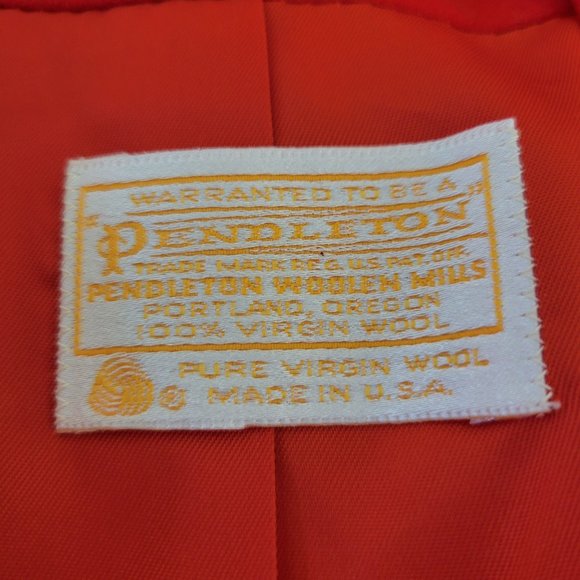 WARRANTED TO BE A
"PENDLETON"
TRADE MARK REG. U.S. PAT. OFF.
PENDLETON WOOLEN MILLS
PORTLAND, OREGON
100% VIRGIN WOOL
PURE VIRGIN WOOL
® MADE IN U.S.A.